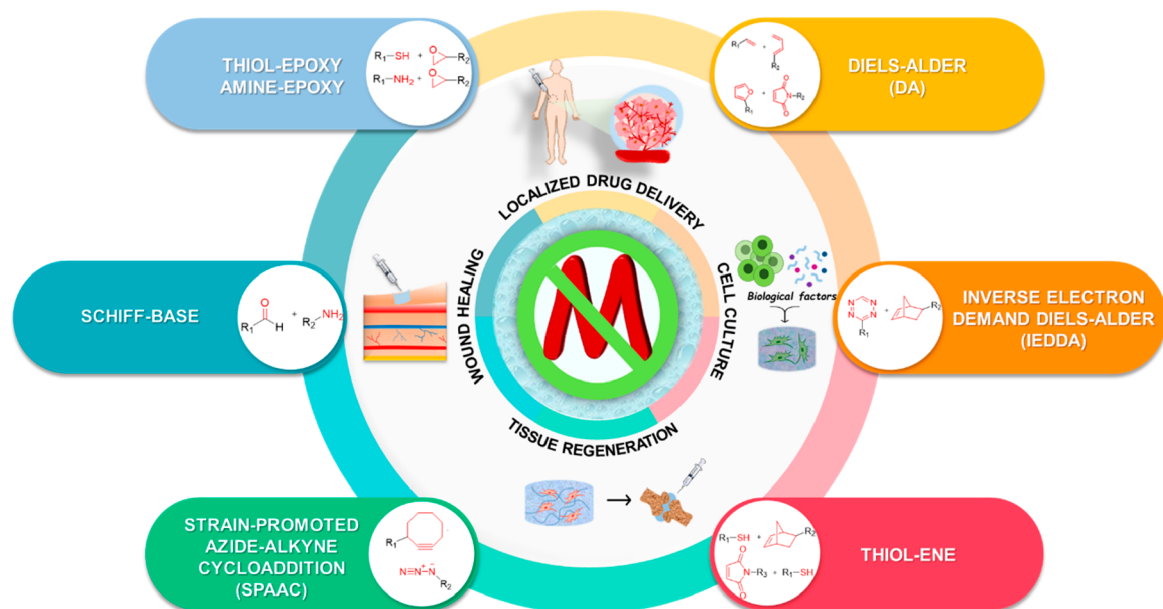 THIOL-EPOXY
AMINE-EPOXY
R1-SH + O R2
R1-NH2 + O R2
R1 + R2
O R1 + O N-R2 O
DIELS-ALDER
(DA)
LOCALIZED DRUG DELIVERY
SCHIFF-BASE
O R1 H + R2 NH2
WOUND HEALING
M
CELL CULTURE
Biological factors
N N N N R1 + R2
INVERSE ELECTRON
DEMAND DIELS-ALDER
(IEDDA)
TISSUE REGENERATION
STRAIN-PROMOTED
AZIDE-ALKYNE
CYCLOADDITION
(SPAAC)
R1
N≡N+-N− R2
R1-SH + R2
O N-R3 O + R1-SH
THIOL-ENE